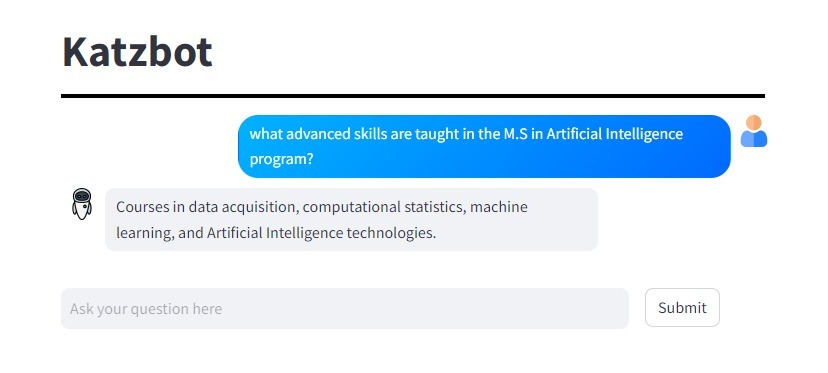 Katzbot
what advanced skills are taught in the M.S in Artificial Intelligence
program?
Courses in data acquisition, computational statistics, machine
learning, and Artificial Intelligence technologies.
Ask your question here
Submit